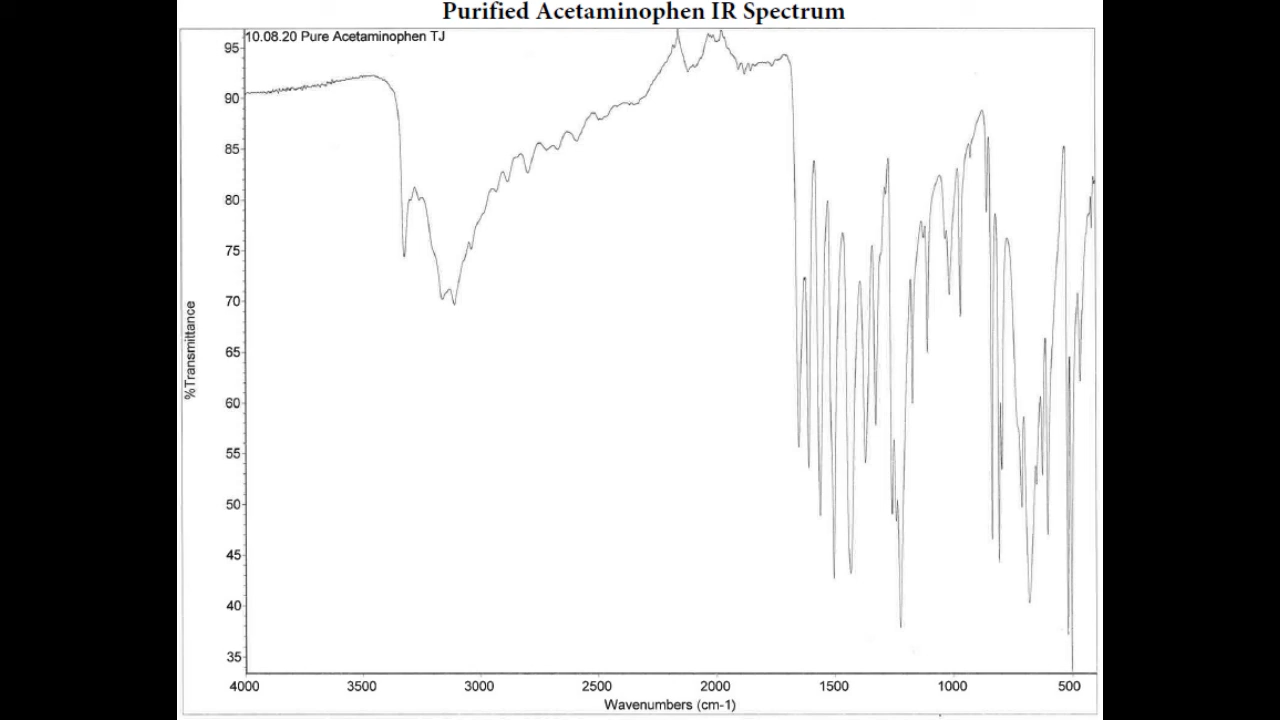 Purified Acetaminophen IR Spectrum
10.08.20 Pure Acetaminophen TJ
95
90
85
80
75
70
65
60
55
50
45
40
35
%Transmittance
4000 3500 3000 2500 2000 1500 1000 500
Wavenumbers (cm-1)